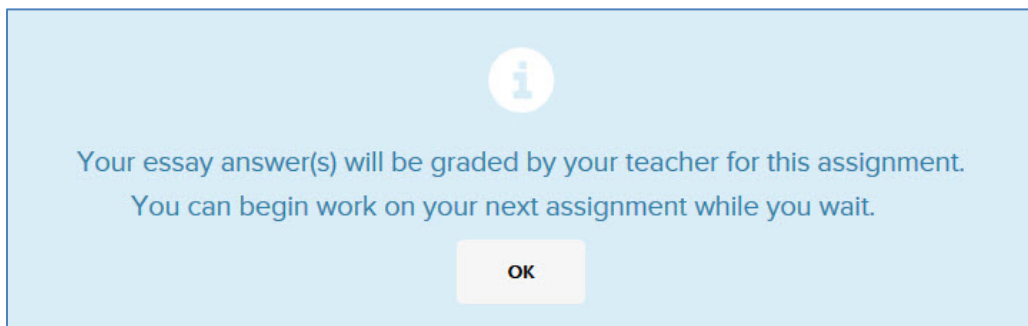 Your essay answer(s) will be graded by your teacher for this assignment.
You can begin work on your next assignment while you wait.
OK